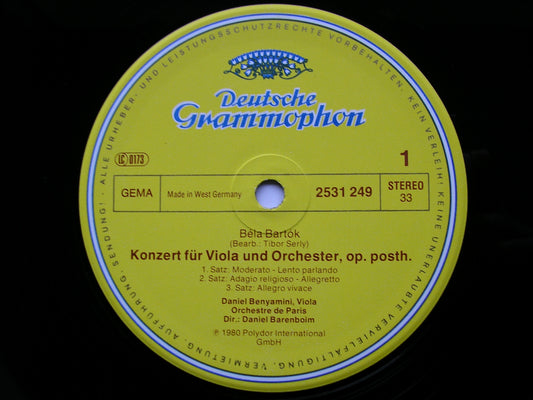 ALLE URHEBER- UND LEISTUNGSSCHUTZRECHTE VORBEHALTEN. KEIN VERLEIH! KEINE UNERLAUBTE VERVIELFÄLTIGUNG, VERMIETUNG, AUFFÜHRUNG, SENDUNG!
Deutsche
Grammophon
LC 0173
1
GEMA
Made in West Germany
2531 249
STEREO
33
Béla Bartók
(Bearb.: Tibor Serly)
Konzert für Viola und Orchester, op. posth.
1. Satz: Moderato - Lento parlando
2. Satz: Adagio religioso - Allegretto
3. Satz: Allegro vivace
Daniel Benyamini, Viola
Orchestre de Paris
Dir.: Daniel Barenboim
℗ 1980 Polydor International
GmbH